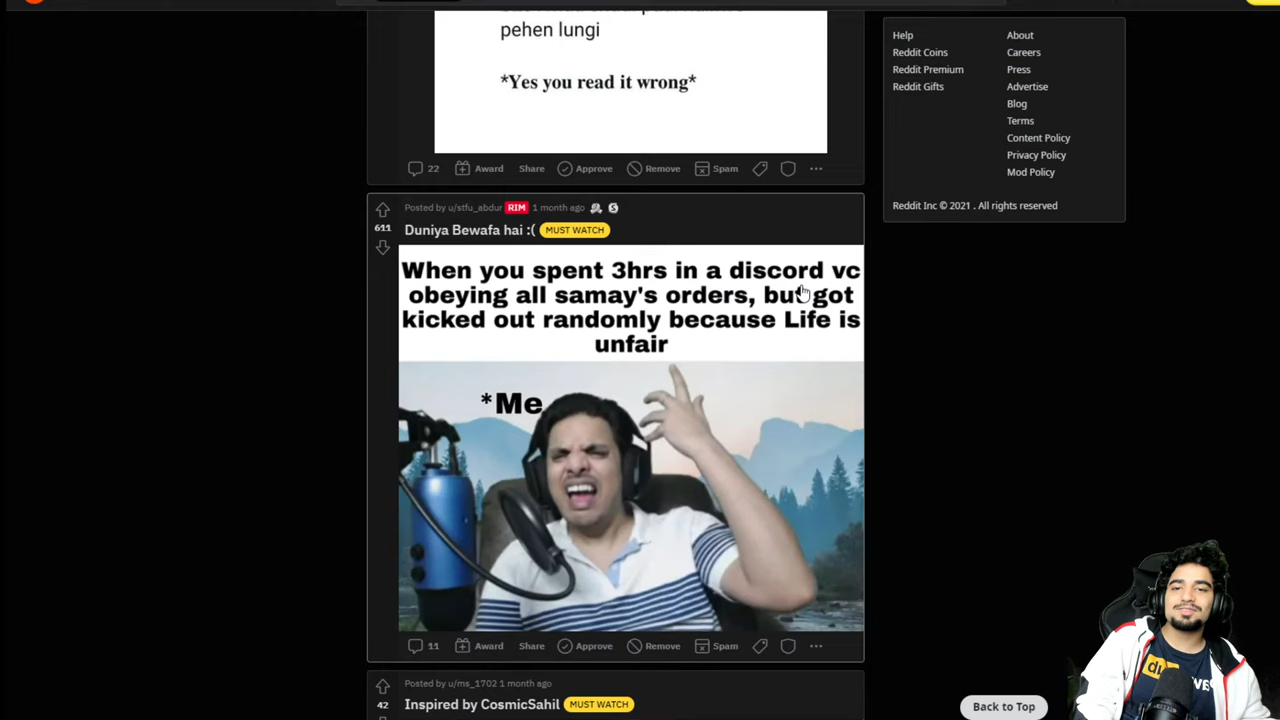 pehen lungi
*Yes you read it wrong*
22 Award Share Approve Remove Spam
Posted by u/stfu_abdur RIM 1 month ago
611
Duniya Bewafa hai :( MUST WATCH
When you spent 3hrs in a discord vc
obeying all samay's orders, but got
kicked out randomly because Life is
unfair
*Me
11 Award Share Approve Remove Spam
Posted by u/ms_1702 1 month ago
42
Inspired by CosmicSahil MUST WATCH
Help
Reddit Coins
Reddit Premium
Reddit Gifts
About
Careers
Press
Advertise
Blog
Terms
Content Policy
Privacy Policy
Mod Policy
Reddit Inc © 2021 . All rights reserved
Back to Top